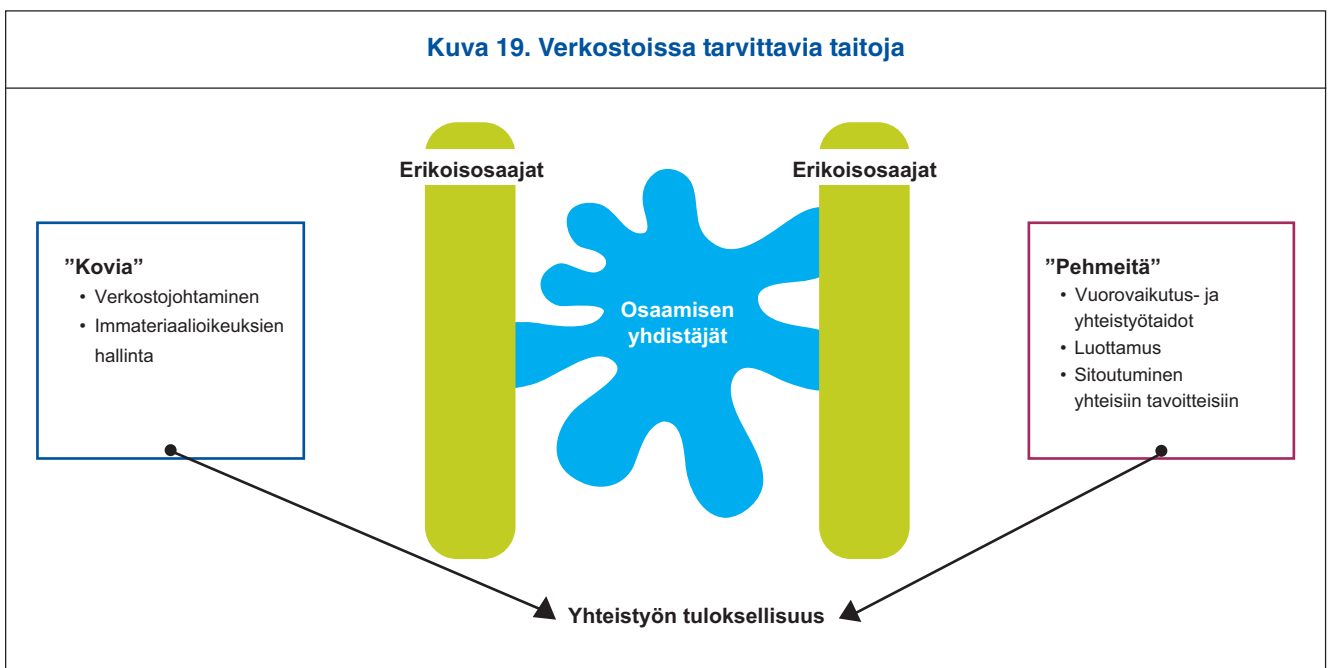 Kuva 19. Verkostoissa tarvittavia taitoja
Erikoisosaajat
Erikoisosaajat
”Kovia”
• Verkostojohtaminen
• Immateriaalioikeuksien
hallinta
Osaamisen
yhdistäjät
”Pehmeitä”
• Vuorovaikutus- ja
yhteistyötaidot
• Luottamus
• Sitoutuminen
yhteisiin tavoitteisiin
Yhteistyön tuloksellisuus